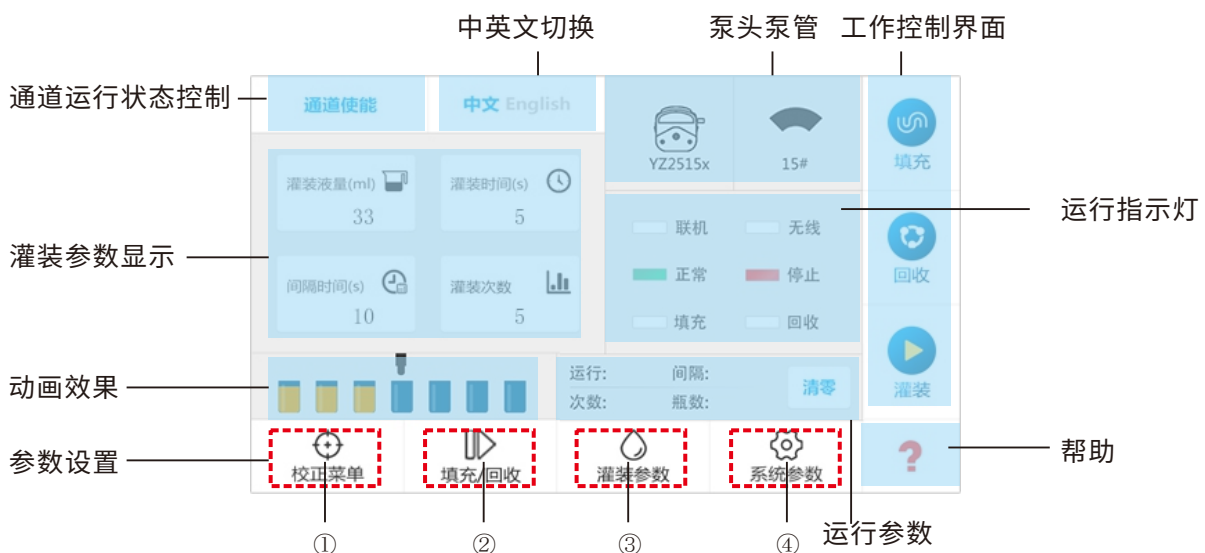 中英文切换 泵头泵管 工作控制界面
通道运行状态控制
通道使能 中文 English
YZ2515x 15# 填充
灌装液量(ml) 灌装时间(s)
33 5
联机 无线
运行指示灯
灌装参数显示
正常 停止 回收
间隔时间(s) 灌装次数
10 5
填充 回收
动画效果
运行: 间隔: 清零 灌装
次数: 瓶数:
参数设置
校正菜单 填充/回收 灌装参数 系统参数 ? 帮助
① ② ③ ④ 运行参数